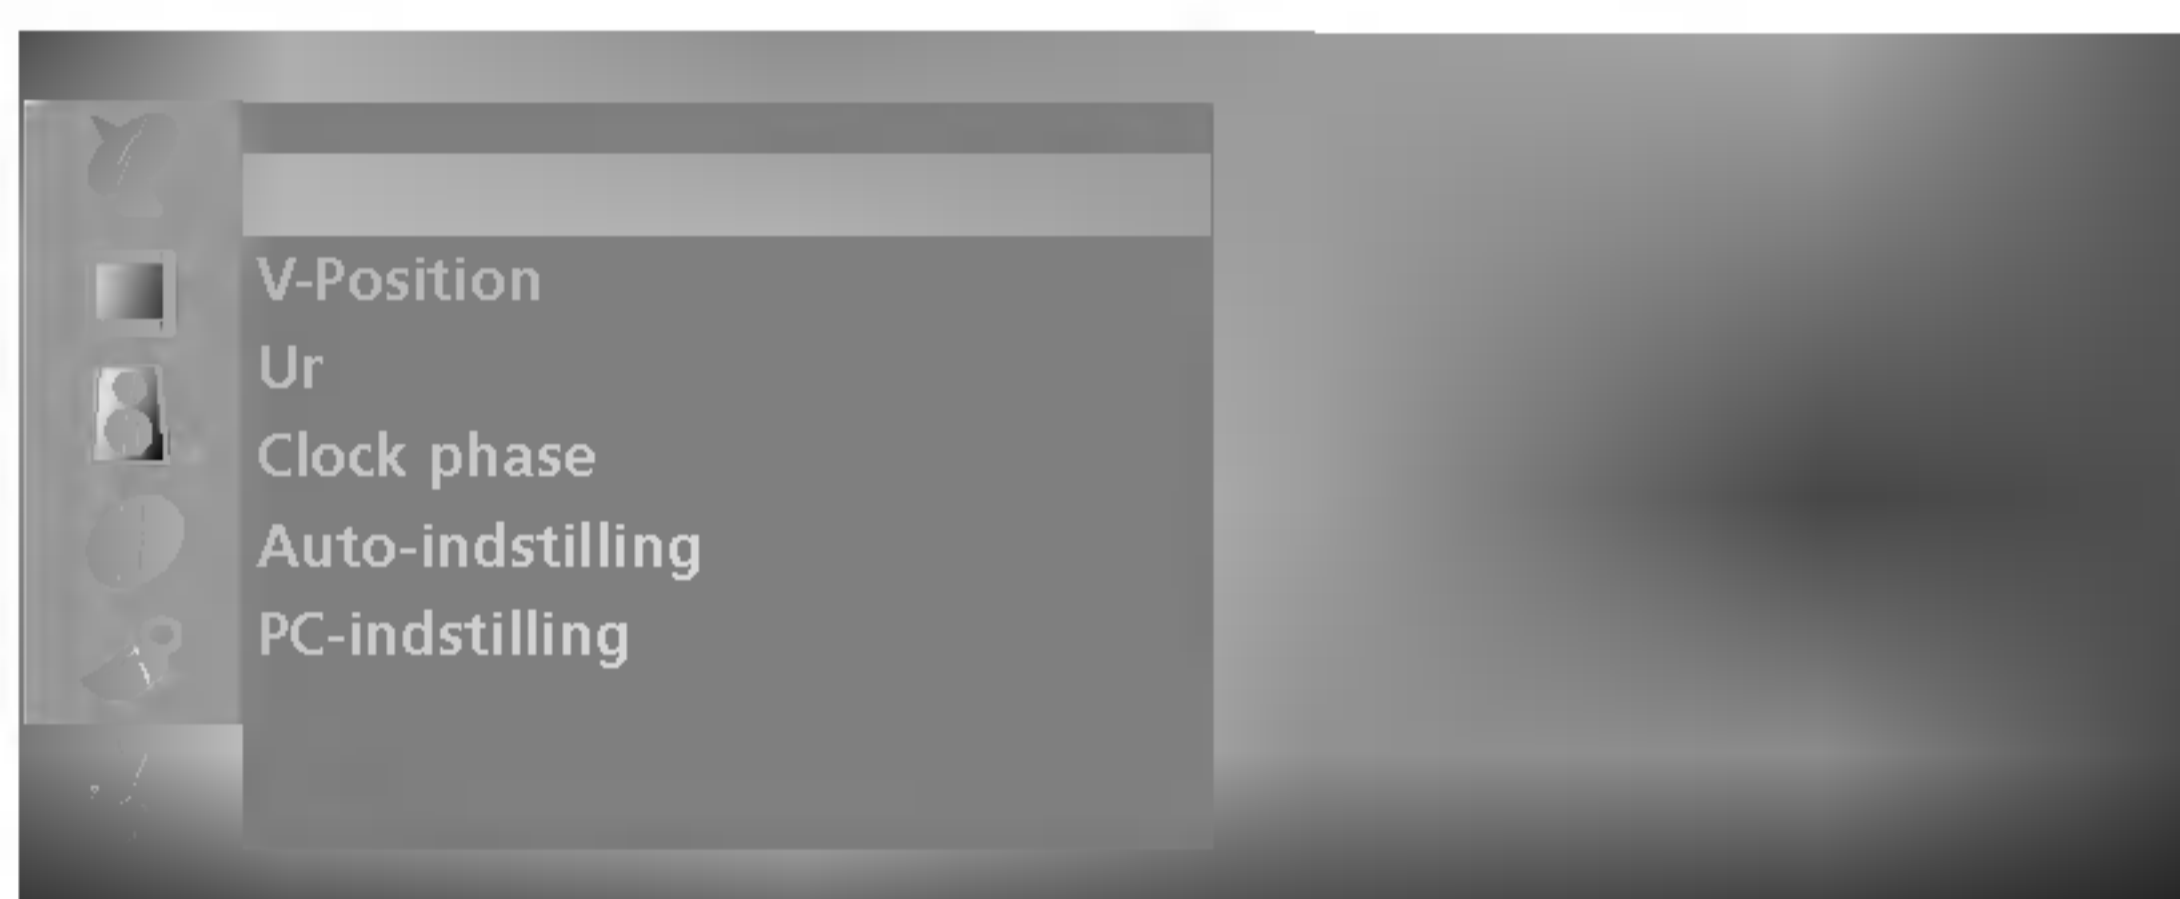 V-Position
Ur
Clock phase
Auto-indstilling
PC-indstilling